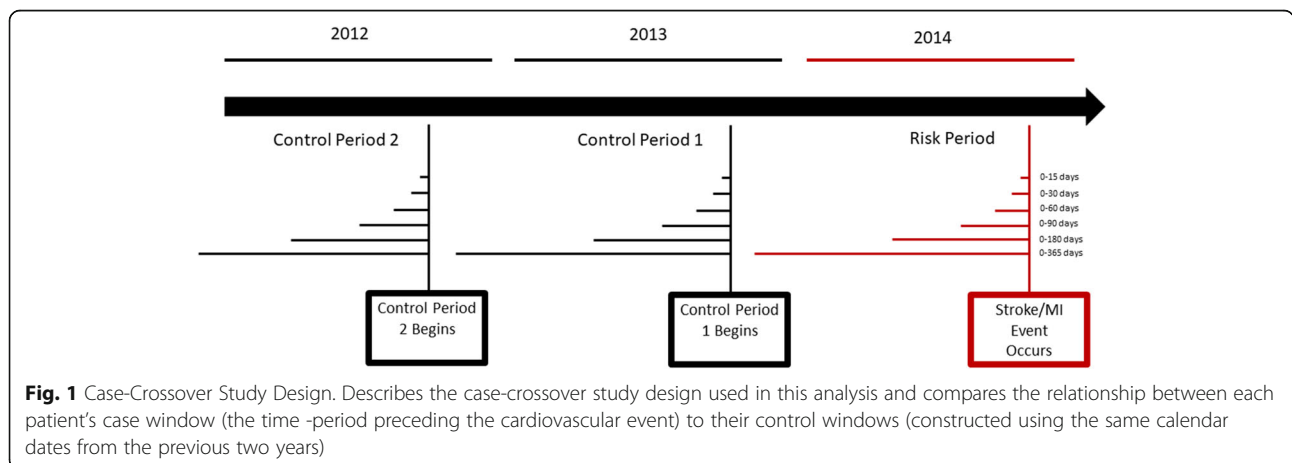 2012 2013 2014
Control Period 2 Control Period 1 Risk Period
0-15 days
0-30 days
0-60 days
0-90 days
0-180 days
0-365 days
Control Period
2 Begins
Control Period
1 Begins
Stroke/MI
Event
Occurs
Fig. 1 Case-Crossover Study Design. Describes the case-crossover study design used in this analysis and compares the relationship between each
patient's case window (the time -period preceding the cardiovascular event) to their control windows (constructed using the same calendar
dates from the previous two years)